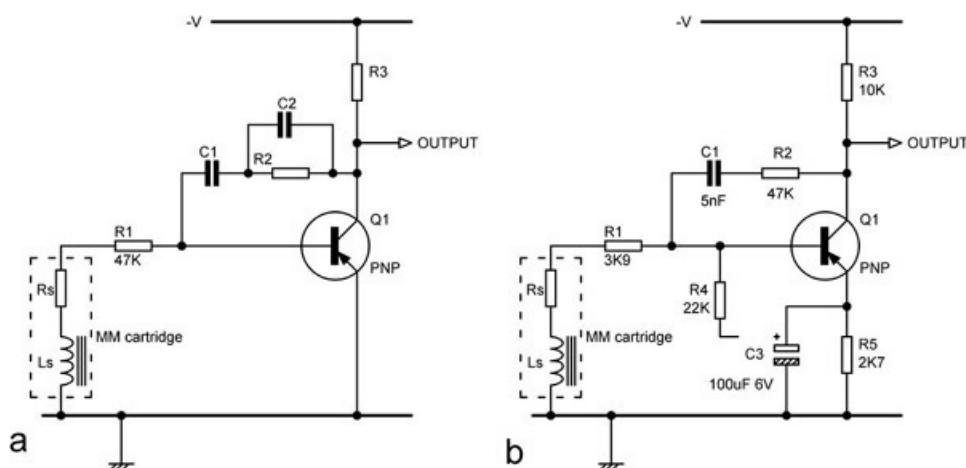 -V
R3
C2
OUTPUT
C1
R2
Q1
R1
47K
PNP
Rs
MM cartridge
Ls
a
-V
R3
10K
OUTPUT
C1
R2
5nF
47K
Q1
R1
3K9
PNP
Rs
R4
22K
MM cartridge
+
C3
R5
2K7
Ls
100uF 6V
b